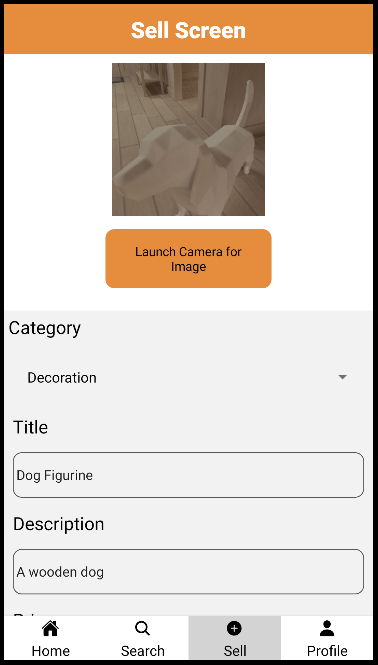 Sell Screen
Launch Camera for
Image
Category
Decoration
Title
Dog Figurine
Description
A wooden dog
Home
Search
Sell
Profile